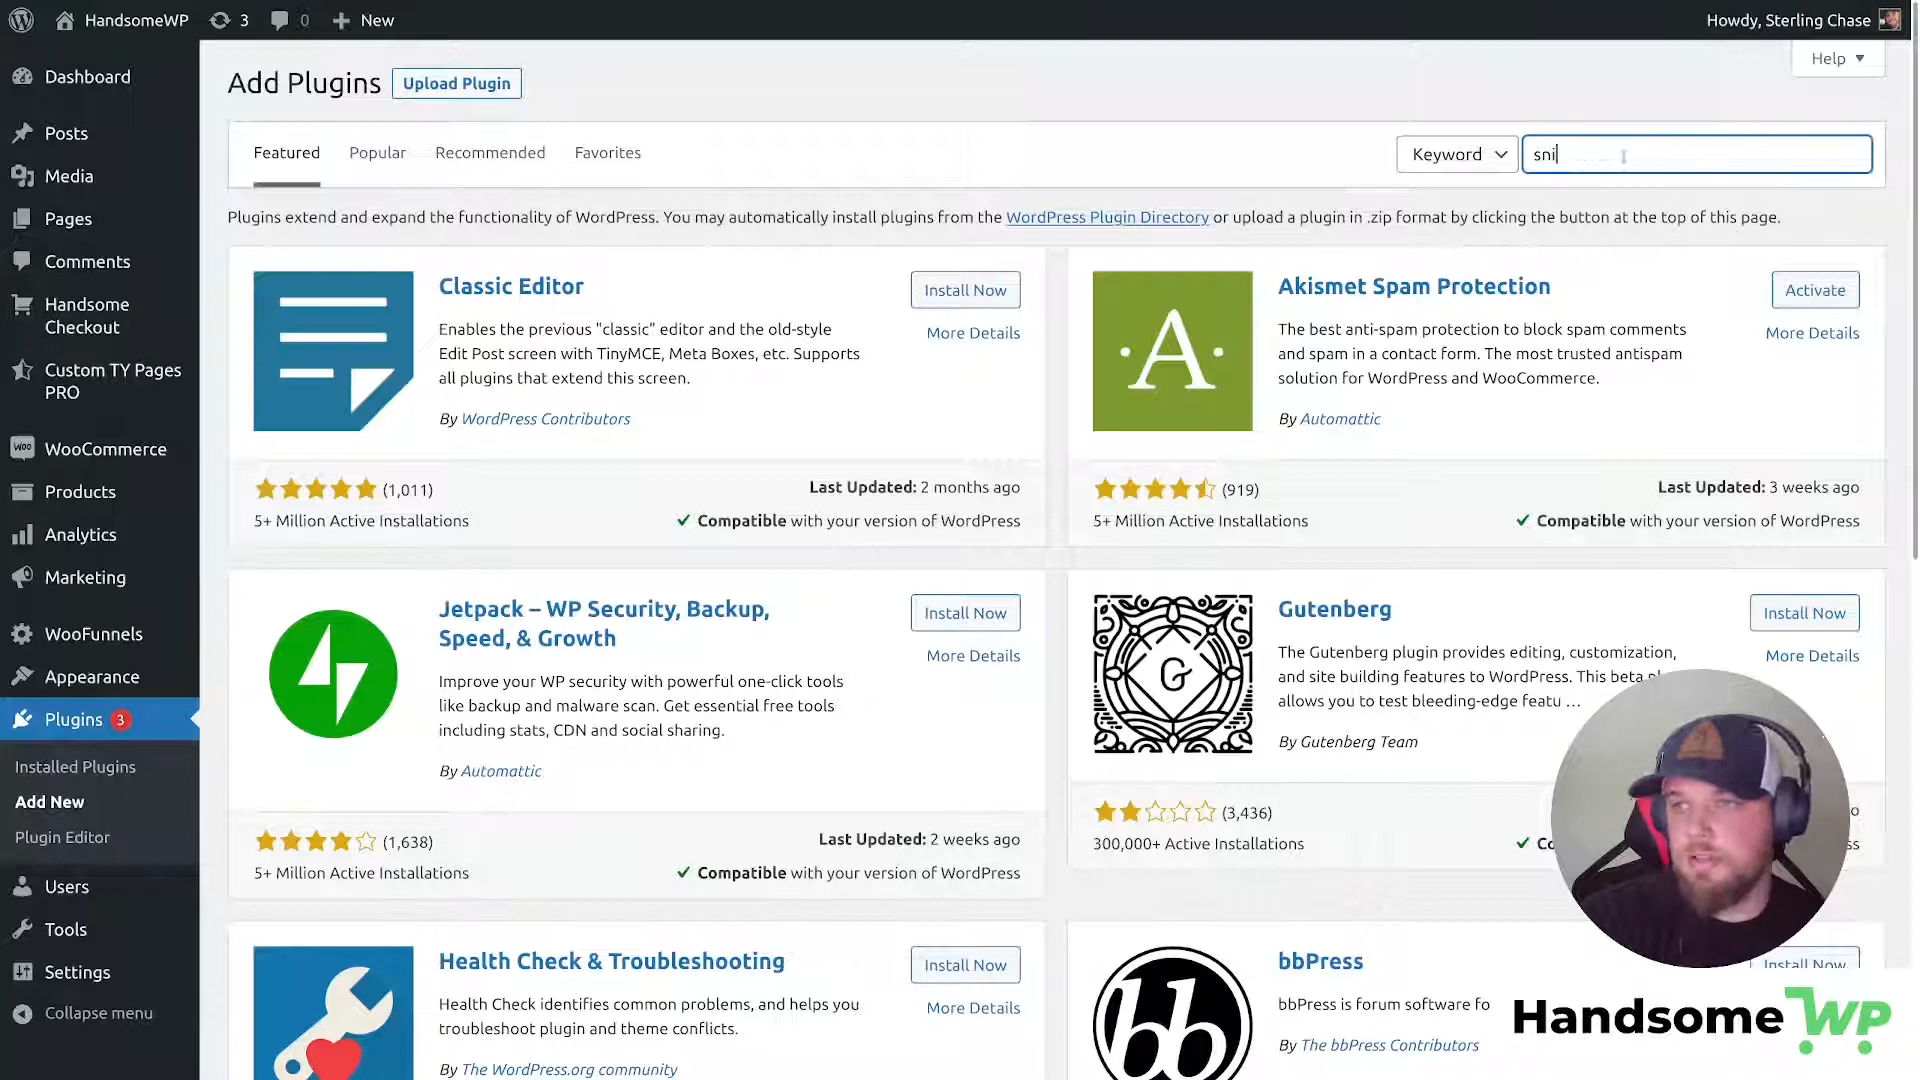 HandsomeWP 3 0 New Howdy, Sterling Chase
Help
Dashboard
Posts
Media
Pages
Comments
Handsome
Checkout
Custom TY Pages
PRO
WooCommerce
Products
Analytics
Marketing
WooFunnels
Appearance
Plugins 3
Installed Plugins
Add New
Plugin Editor
Users
Tools
Settings
Collapse menu
Add Plugins Upload Plugin
Featured Popular Recommended Favorites Keyword sni
Plugins extend and expand the functionality of WordPress. You may automatically install plugins from the WordPress Plugin Directory or upload a plugin in .zip format by clicking the button at the top of this page.
Classic Editor
Install Now
More Details
Enables the previous "classic" editor and the old-style
Edit Post screen with TinyMCE, Meta Boxes, etc. Supports
all plugins that extend this screen.
By WordPress Contributors
(1,011)
Last Updated: 2 months ago
5+ Million Active Installations
Compatible with your version of WordPress
A
Akismet Spam Protection
Activate
More Details
The best anti-spam protection to block spam comments
and spam in a contact form. The most trusted antispam
solution for WordPress and WooCommerce.
By Automattic
(919)
Last Updated: 3 weeks ago
5+ Million Active Installations
Compatible with your version of WordPress
Jetpack – WP Security, Backup,
Speed, & Growth
Install Now
More Details
Improve your WP security with powerful one-click tools
like backup and malware scan. Get essential free tools
including stats, CDN and social sharing.
By Automattic
(1,638)
Last Updated: 2 weeks ago
5+ Million Active Installations
Compatible with your version of WordPress
G
Gutenberg
Install Now
More Details
The Gutenberg plugin provides editing, customization,
and site building features to WordPress. This beta
allows you to test bleeding-edge featu …
By Gutenberg Team
(3,436)
300,000+ Active Installations
Health Check & Troubleshooting
Install Now
More Details
Health Check identifies common problems, and helps you
troubleshoot plugin and theme conflicts.
By The WordPress.org community
bb
bbPress
Install Now
bbPress is forum software fo
By The bbPress Contributors
Handsome WP